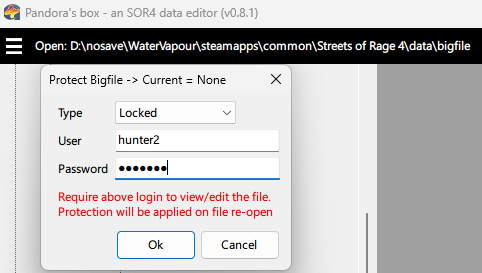 Pandora's box - an SOR4 data editor (v0.8.1)
Open: D:\nosave\WaterVapour\steamapps\common\Streets of Rage 4\data\bigfile
Protect Bigfile -> Current = None
Type Locked
User hunter2
Password ●●●●●●●
Require above login to view/edit the file.
Protection will be applied on file re-open
Ok Cancel